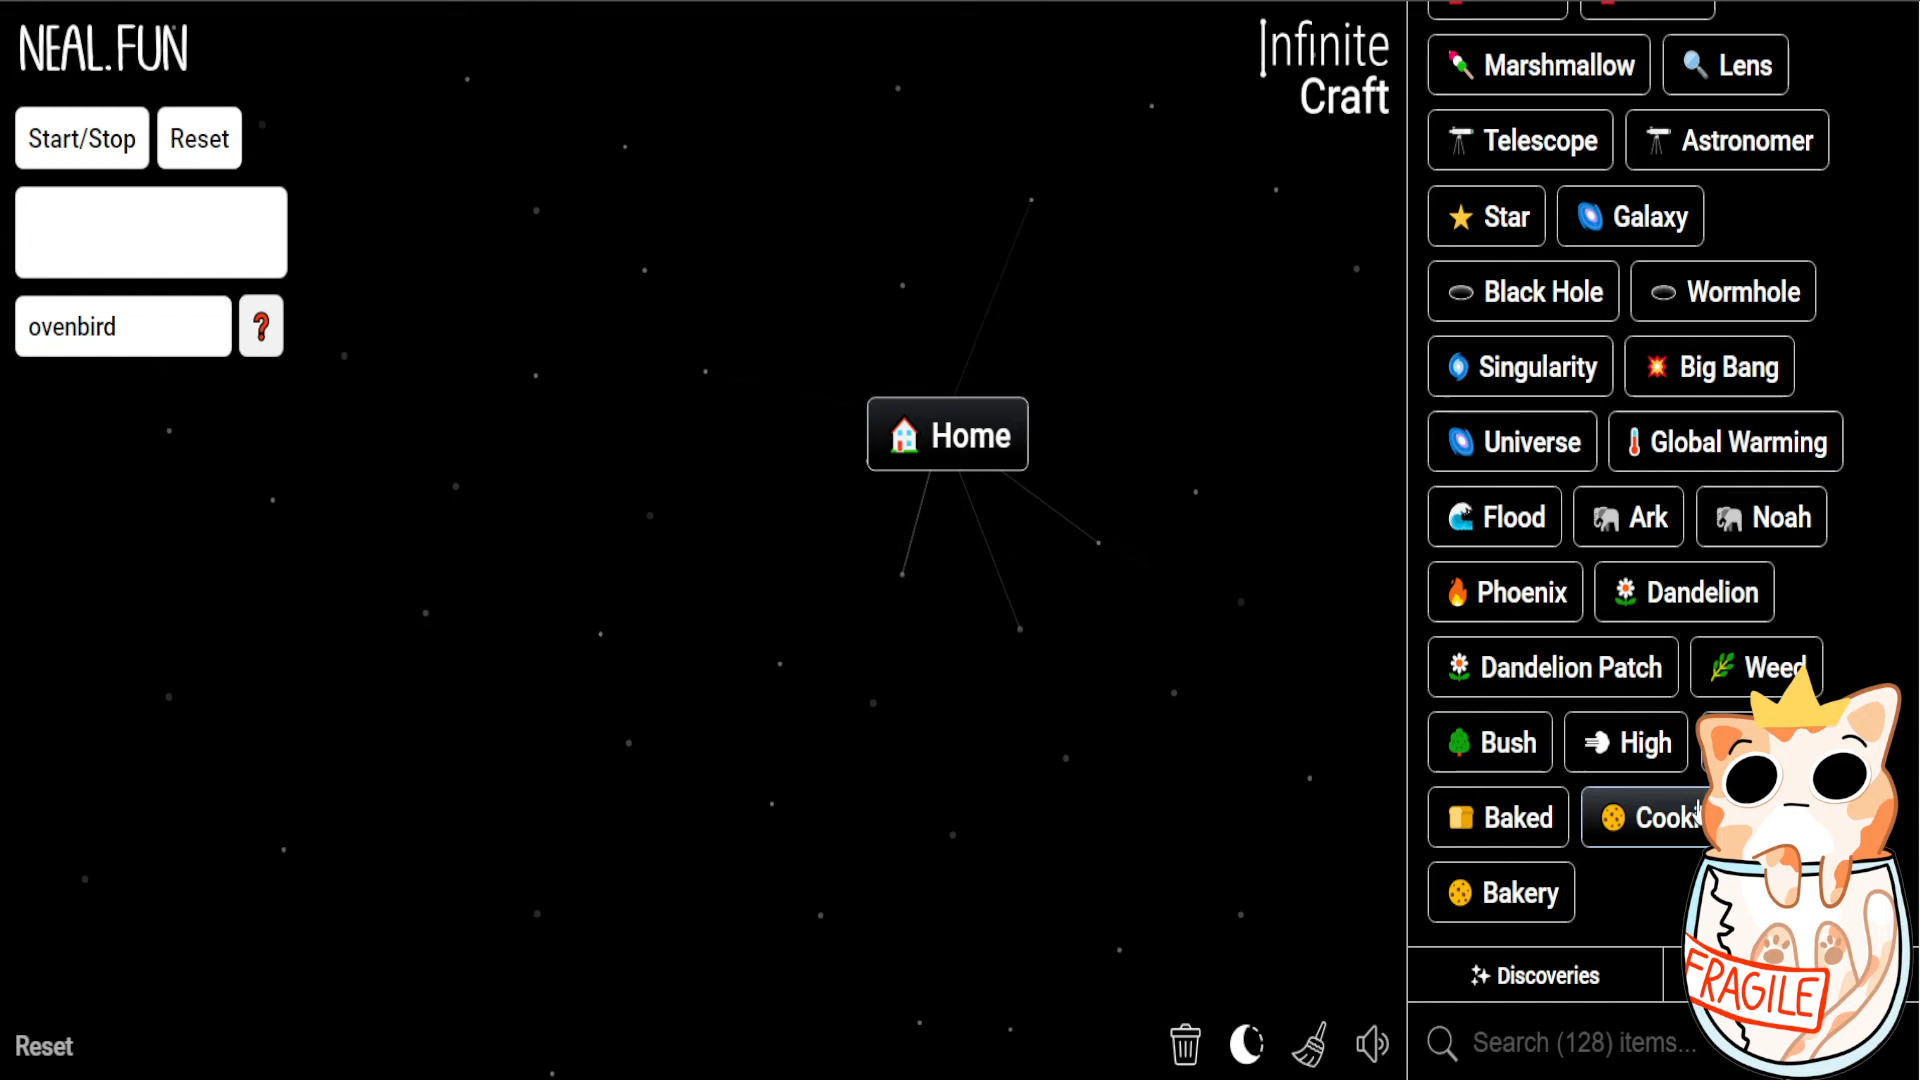 NEAL.FUN
Infinite
Craft
Start/Stop Reset
ovenbird ?
Home
Marshmallow Lens
Telescope Astronomer
Star Galaxy
Black Hole Wormhole
Singularity Big Bang
Universe Global Warming
Flood Ark Noah
Phoenix Dandelion
Dandelion Patch Weed
Bush High
Baked
Bakery
FRAGILE
Discoveries
Search (128) items...
Reset